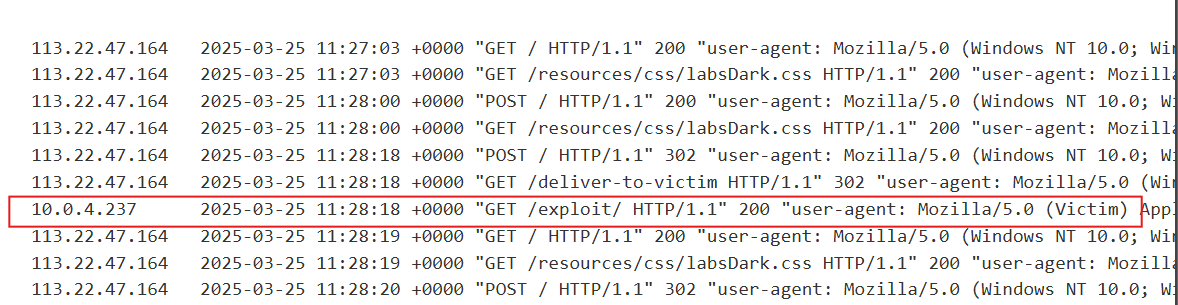 113.22.47.164 2025-03-25 11:27:03 +0000 "GET / HTTP/1.1" 200 "user-agent: Mozilla/5.0 (Windows NT 10.0; Win
113.22.47.164 2025-03-25 11:27:03 +0000 "GET /resources/css/labsDark.css HTTP/1.1" 200 "user-agent: Mozilla
113.22.47.164 2025-03-25 11:28:00 +0000 "POST / HTTP/1.1" 200 "user-agent: Mozilla/5.0 (Windows NT 10.0; W
113.22.47.164 2025-03-25 11:28:00 +0000 "GET /resources/css/labsDark.css HTTP/1.1" 200 "user-agent: Mozilla
113.22.47.164 2025-03-25 11:28:18 +0000 "POST / HTTP/1.1" 302 "user-agent: Mozilla/5.0 (Windows NT 10.0; W
113.22.47.164 2025-03-25 11:28:18 +0000 "GET /deliver-to-victim HTTP/1.1" 302 "user-agent: Mozilla/5.0 (Win
10.0.4.237 2025-03-25 11:28:18 +0000 "GET /exploit/ HTTP/1.1" 200 "user-agent: Mozilla/5.0 (Victim) Appl
113.22.47.164 2025-03-25 11:28:19 +0000 "GET / HTTP/1.1" 200 "user-agent: Mozilla/5.0 (Windows NT 10.0; Win
113.22.47.164 2025-03-25 11:28:19 +0000 "GET /resources/css/labsDark.css HTTP/1.1" 200 "user-agent: Mozilla
113.22.47.164 2025-03-25 11:28:20 +0000 "POST / HTTP/1.1" 302 "user-agent: Mozilla/5.0 (Windows NT 10.0; W